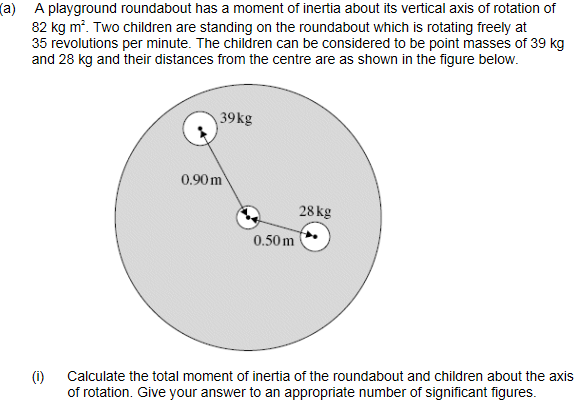 (a) A playground roundabout has a moment of inertia about its vertical axis of rotation of
82 kg m². Two children are standing on the roundabout which is rotating freely at
35 revolutions per minute. The children can be considered to be point masses of 39 kg
and 28 kg and their distances from the centre are as shown in the figure below.
39kg
0.90m
28kg
0.50m
(i) Calculate the total moment of inertia of the roundabout and children about the axis
of rotation. Give your answer to an appropriate number of significant figures.